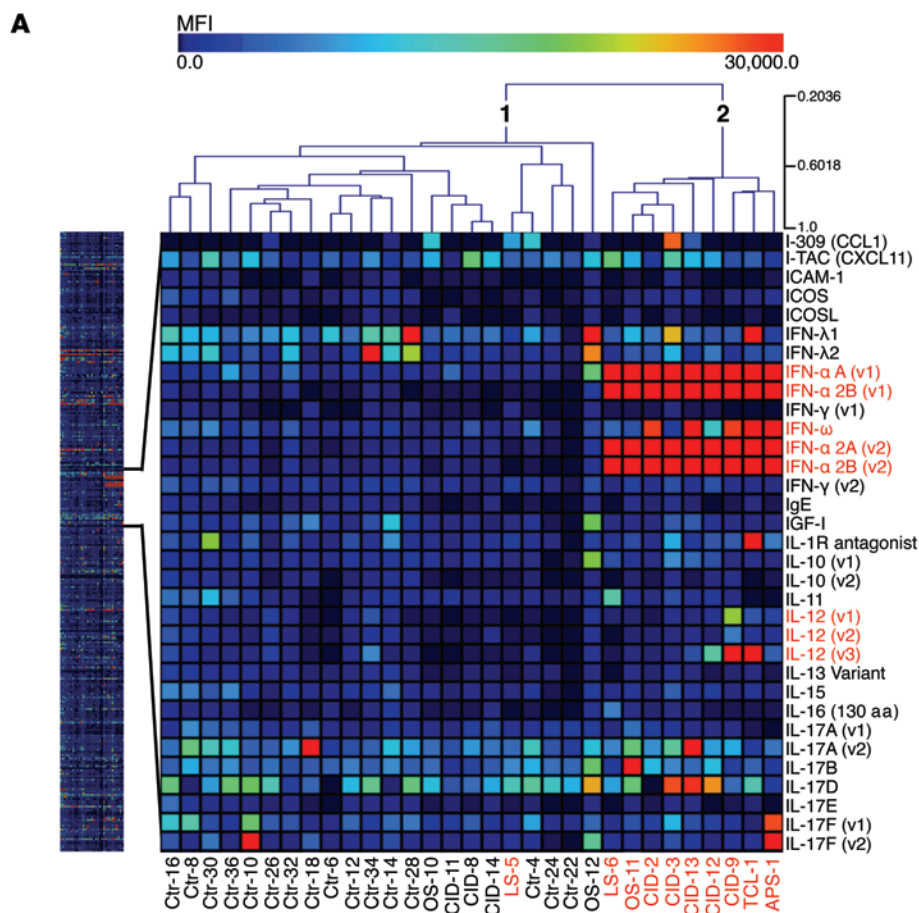 A
MFI
0.0 30,000.0
0.2036
1 2
0.6018
1.0
I-309 (CCL1)
I-TAC (CXCL11)
ICAM-1
ICOS
ICOSL
IFN-λ1
IFN-λ2
IFN-α A (v1)
IFN-α 2B (v1)
IFN-γ (v1)
IFN-ω
IFN-α 2A (v2)
IFN-α 2B (v2)
IFN-γ (v2)
IgE
IGF-I
IL-1R antagonist
IL-10 (v1)
IL-10 (v2)
IL-11
IL-12 (v1)
IL-12 (v2)
IL-12 (v3)
IL-13 Variant
IL-15
IL-16 (130 aa)
IL-17A (v1)
IL-17A (v2)
IL-17B
IL-17D
IL-17E
IL-17F (v1)
IL-17F (v2)
Ctr-16
Ctr-8
Ctr-30
Ctr-36
Ctr-10
Ctr-26
Ctr-32
Ctr-18
Ctr-6
Ctr-12
Ctr-34
Ctr-14
Ctr-28
OS-10
CID-11
CID-8
CID-14
LS-5
Ctr-4
Ctr-24
Ctr-22
OS-12
LS-6
OS-11
CID-2
CID-3
CID-13
CID-12
CID-9
TCL-1
APS-1